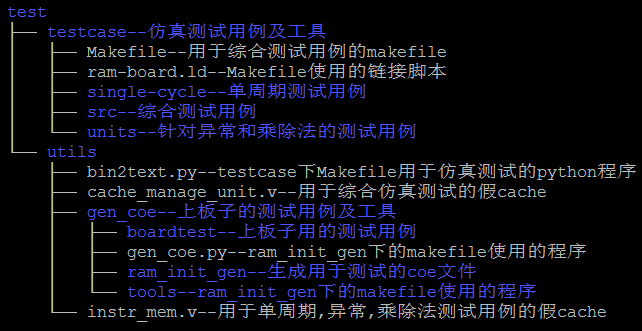 test
├── testcase--仿真测试用例及工具
│   ├── Makefile--用于综合测试用例的makefile
│   ├── ram-board.ld--Makefile使用的链接脚本
│   ├── single-cycle--单周期测试用例
│   ├── src--综合测试用例
│   └── units--针对异常和乘除法的测试用例
└── utils
    ├── bin2text.py--testcase下Makefile用于仿真测试的python程序
    ├── cache_manage_unit.v--用于综合仿真测试的假cache
    ├── gen_coe--上板子的测试用例及工具
    │   ├── boardtest--上板子用的测试用例
    │   ├── gen_coe.py--ram_init_gen下的makefile使用的程序
    │   ├── ram_init_gen--生成用于测试的coe文件
    │   └── tools--ram_init_gen下的makefile使用的程序
    └── instr_mem.v--用于单周期,异常,乘除法测试用例的假cache